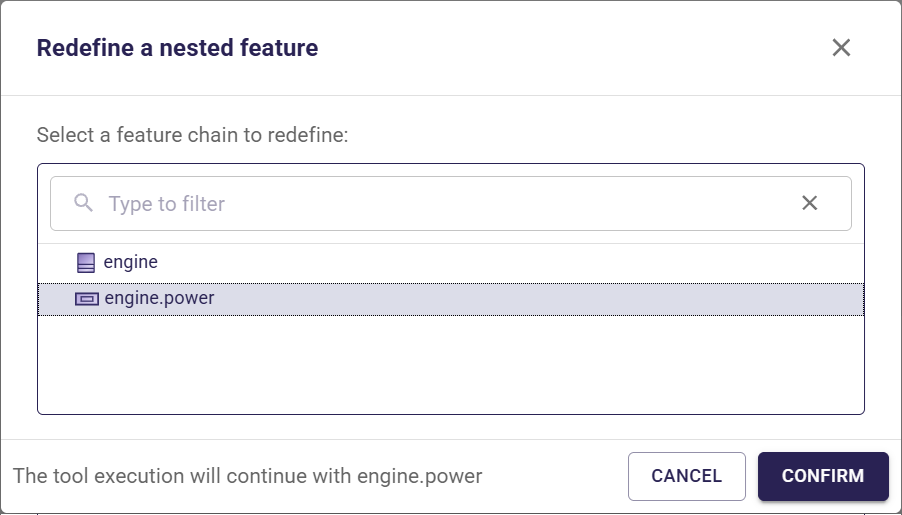 Redefine a nested feature
Select a feature chain to redefine:
Type to filter
engine
engine.power
The tool execution will continue with engine.power
CANCEL
CONFIRM